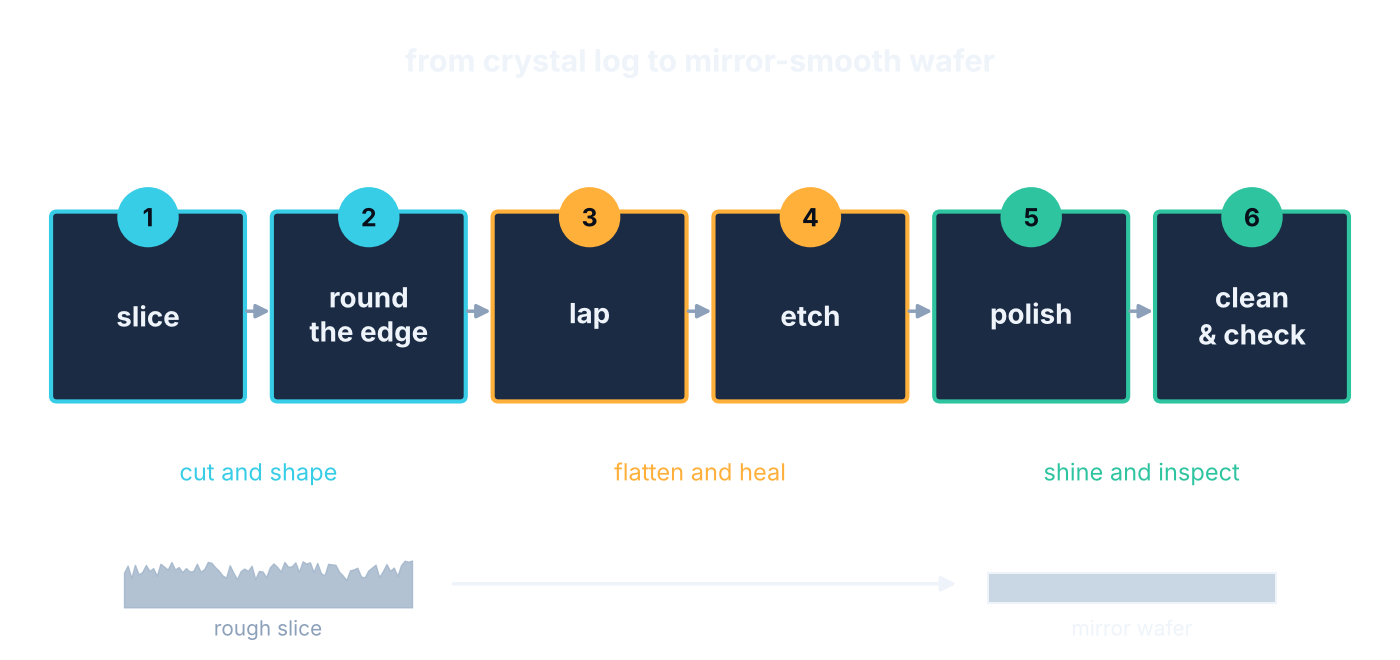 from crystal log to mirror-smooth wafer
1
2
3
4
5
6
slice
round
the edge
lap
etch
polish
clean
& check
cut and shape
flatten and heal
shine and inspect
rough slice
mirror wafer